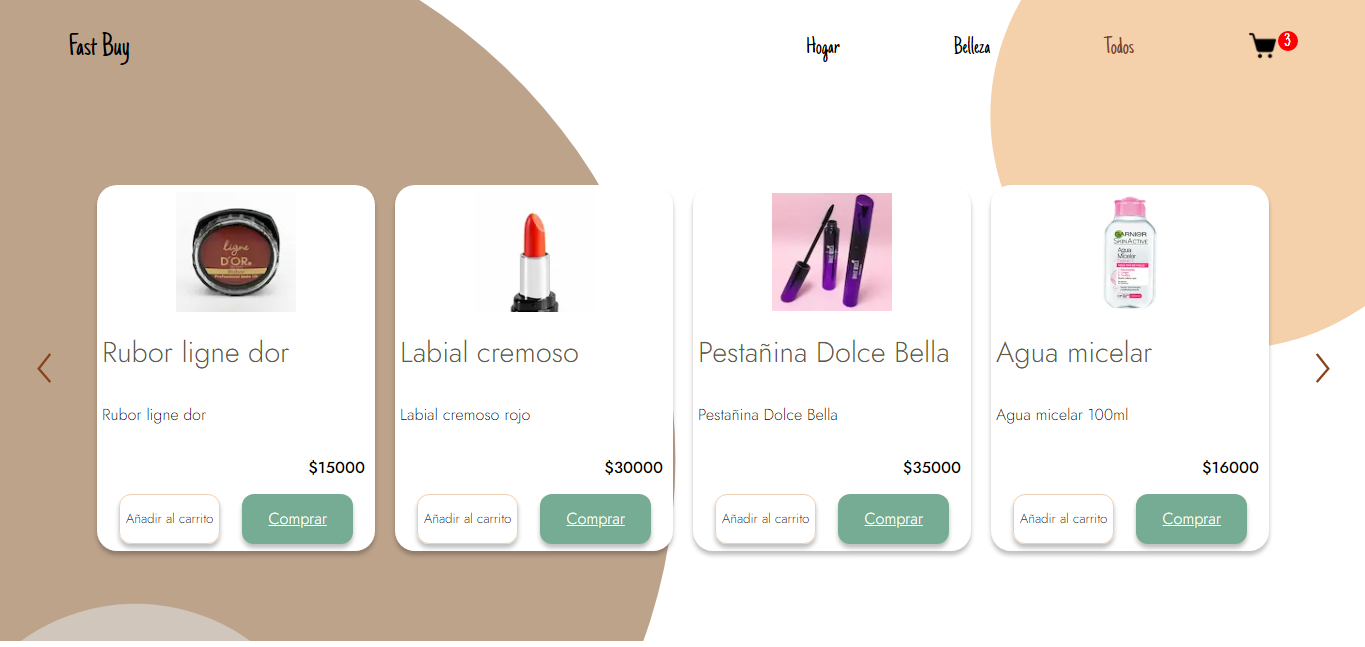 Fast Buy
Hogar
Belleza
Todos
3
ligne
D'OR
GARNIER
SKINACTIVE
Agua
Micelar
Rubor ligne dor
Labial cremoso
Pestañina Dolce Bella
Agua micelar
Rubor ligne dor
Labial cremoso rojo
Pestañina Dolce Bella
Agua micelar 100ml
$15000
$30000
$35000
$16000
Añadir al carrito
Comprar
Añadir al carrito
Comprar
Añadir al carrito
Comprar
Añadir al carrito
Comprar